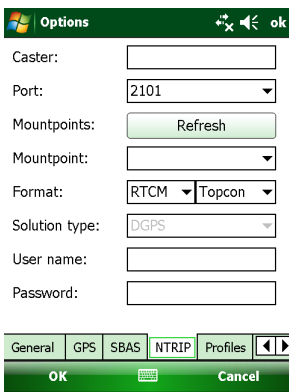 Options ok
Caster:
Port: 2101
Mountpoints: Refresh
Mountpoint:
Format: RTCM Topcon
Solution type: DGPS
User name:
Password:
General GPS SBAS NTRIP Profiles
OK Cancel